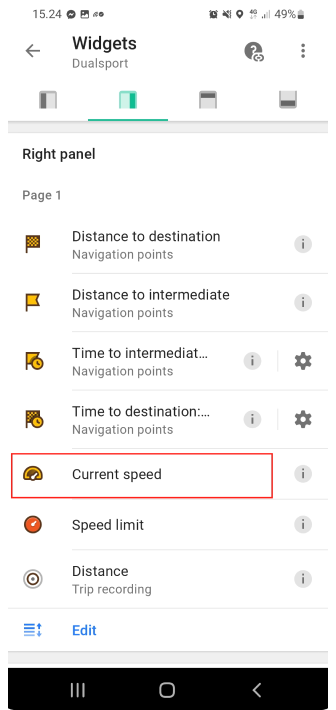 15.24
4G
49%
Widgets
Dualsport
Right panel
Page 1
Distance to destination
Navigation points
Distance to intermediate
Navigation points
Time to intermediat...
Navigation points
Time to destination:...
Navigation points
Current speed
Speed limit
Distance
Trip recording
Edit